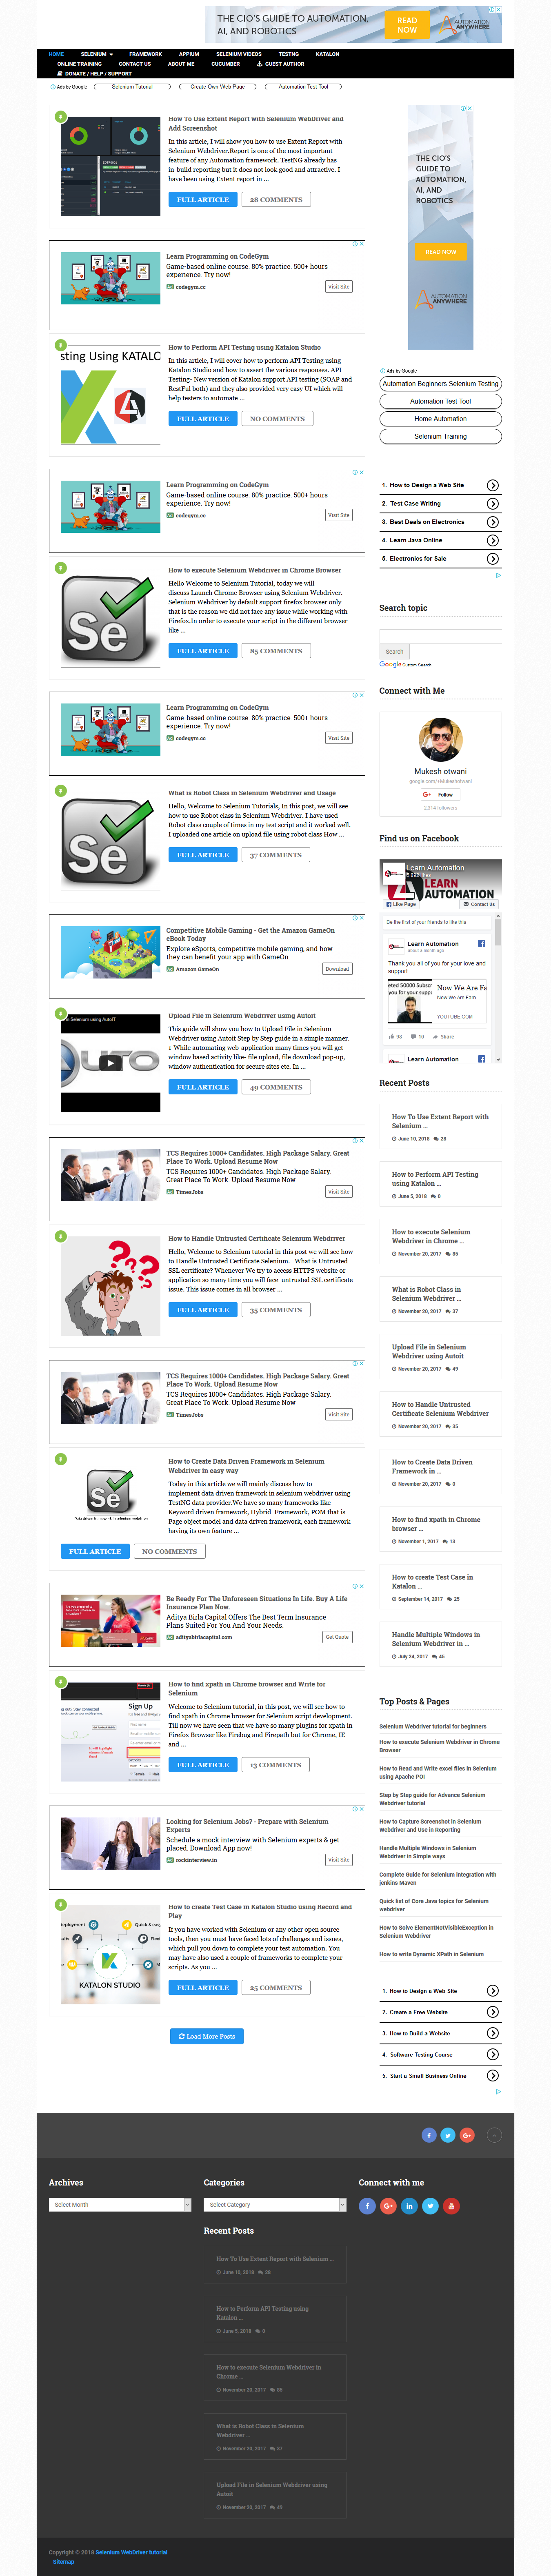 THE CIO'S GUIDE TO AUTOMATION,
AI, AND ROBOTICS
READ
NOW
AUTOMATION
ANYWHERE
HOME SELENIUM FRAMEWORK APPIUM SELENIUM VIDEOS TESTNG KATALON
ONLINE TRAINING CONTACT US ABOUT ME CUCUMBER GUEST AUTHOR
DONATE / HELP / SUPPORT
Ads by Google Selenium Tutorial Create Own Web Page Automation Test Tool
How To Use Extent Report with Selenium WebDriver and
Add Screenshot
In this article, I will show you how to use Extent Report with
Selenium Webdriver.Report is one of the most important
feature of any Automation framework. TestNG already has
in-build reporting but it does not look good and attractive. I
have been using Extent report in ...
FULL ARTICLE 28 COMMENTS
Learn Programming on CodeGym
Game-based online course. 80% practice. 500+ hours
experience. Try now!
Ad codegym.cc Visit Site
sting Using KATALO
How to Perform API Testing using Katalon Studio
In this article, I will cover how to perform API Testing using
Katalon Studio and how to assert the various responses. API
Testing- New version of Katalon support API testing (SOAP and
RestFul both) and they also provided very easy UI which will
help testers to automate ...
FULL ARTICLE NO COMMENTS
Learn Programming on CodeGym
Game-based online course. 80% practice. 500+ hours
experience. Try now!
Ad codegym.cc Visit Site
Se
How to execute Selenium Webdriver in Chrome Browser
Hello Welcome to Selenium Tutorial, today we will
discuss Launch Chrome Browser using Selenium Webdriver.
Selenium Webdriver by default support firefox browser only
that is the reason we did not face any issue while working with
Firefox.In order to execute your script in the different browser
like ...
FULL ARTICLE 85 COMMENTS
Learn Programming on CodeGym
Game-based online course. 80% practice. 500+ hours
experience. Try now!
Ad codegym.cc Visit Site
Se
What is Robot Class in Selenium Webdriver and Usage
Hello, Welcome to Selenium Tutorials, In this post, we will see
how to use Robot class in Selenium Webdriver. I have used
Robot class couple of times in my test script and it worked well.
I uploaded one article on upload file using robot class How ...
FULL ARTICLE 37 COMMENTS
Competitive Mobile Gaming - Get the Amazon GameOn
eBook Today
Explore eSports, competitive mobile gaming, and how
they can benefit your app with GameOn.
Ad Amazon GameOn Download
Selenium using AutoIT
UTO
Upload File in Selenium Webdriver using Autoit
This guide will show you how to Upload File in Selenium
Webdriver using Autoit Step by Step guide in a simple manner.
1-While automating web-application many times you will get
window based activity like- file upload, file download pop-up,
window authentication for secure sites etc. In ...
FULL ARTICLE 49 COMMENTS
TCS Requires 1000+ Candidates. High Package Salary. Great
Place To Work. Upload Resume Now
TCS Requires 1000+ Candidates. High Package Salary.
Great Place To Work. Upload Resume Now
Ad TimesJobs Visit Site
How to Handle Untrusted Certificate Selenium Webdriver
Hello, Welcome to Selenium tutorial in this post we will see how
to Handle Untrusted Certificate Selenium. What is Untrusted
SSL certificate? Whenever We try to access HTTPS website or
application so many time you will face untrusted SSL certificate
issue. This issue comes in all browser ...
FULL ARTICLE 35 COMMENTS
TCS Requires 1000+ Candidates. High Package Salary. Great
Place To Work. Upload Resume Now
TCS Requires 1000+ Candidates. High Package Salary.
Great Place To Work. Upload Resume Now
Ad TimesJobs Visit Site
Se
Data driven framework in selenium webdriver
How to Create Data Driven Framework in Selenium
Webdriver in easy way
Today in this article we will mainly discuss how to
implement data driven framework in selenium webdriver using
TestNG data provider.We have so many frameworks like
Keyword driven framework, Hybrid Framework, POM that is
Page object model and data driven framework, each framework
having its own feature ...
FULL ARTICLE NO COMMENTS
Be Ready For The Unforeseen Situations In Life. Buy A Life
Insurance Plan Now.
Aditya Birla Capital Offers The Best Term Insurance
Plans Suited For You And Your Needs.
Ad adityabirlacapital.com Get Quote
Sign Up
How to find xpath in Chrome browser and Write for
Selenium
Welcome to Selenium tutorial, in this post, we will see how to
find xpath in Chrome browser for Selenium script development.
Till now we have seen that we have so many plugins for xpath in
Firefox Browser like Firebug and Firepath but for Chrome, IE
and ...
FULL ARTICLE 13 COMMENTS
Looking for Selenium Jobs? - Prepare with Selenium
Experts
Schedule a mock interview with Selenium experts & get
placed. Download App now!
Ad rockinterview.in Visit Site
deployment Quick & eas
KATALON STUDIO
How to create Test Case in Katalon Studio using Record and
Play
If you have worked with Selenium or any other open source
tools, then you must have faced lots of challenges and issues,
which pull you down to complete your test automation. You
may have also used a couple of frameworks to complete your
scripts. As you ...
FULL ARTICLE 25 COMMENTS
Load More Posts
THE CIO'S
GUIDE TO
AUTOMATION,
AI, AND
ROBOTICS
READ NOW
AUTOMATION
ANYWHERE
Ads by Google
Automation Beginners Selenium Testing
Automation Test Tool
Home Automation
Selenium Training
1. How to Design a Web Site
2. Test Case Writing
3. Best Deals on Electronics
4. Learn Java Online
5. Electronics for Sale
Search topic
Search
Google Custom Search
Connect with Me
Mukesh otwani
google.com/+Mukeshotwani
Follow
2,314 followers
Find us on Facebook
Learn Automation
LEARN
AUTOMATION
Like Page Contact Us
Be the first of your friends to like this
Learn Automation
about a month ago
Thank you all of you for your love and
support.
Now We Are Fa
Now We Are Fam...
YOUTUBE.COM
98 10 Share
Learn Automation
Recent Posts
How To Use Extent Report with
Selenium ...
June 10, 2018 28
How to Perform API Testing
using Katalon ...
June 5, 2018 0
How to execute Selenium
Webdriver in Chrome ...
November 20, 2017 85
What is Robot Class in
Selenium Webdriver ...
November 20, 2017 37
Upload File in Selenium
Webdriver using Autoit
November 20, 2017 49
How to Handle Untrusted
Certificate Selenium Webdriver
November 20, 2017 35
How to Create Data Driven
Framework in ...
November 20, 2017 0
How to find xpath in Chrome
browser ...
November 1, 2017 13
How to create Test Case in
Katalon ...
September 14, 2017 25
Handle Multiple Windows in
Selenium Webdriver in ...
July 24, 2017 45
Top Posts & Pages
Selenium Webdriver tutorial for beginners
How to execute Selenium Webdriver in Chrome
Browser
How to Read and Write excel files in Selenium
using Apache POI
Step by Step guide for Advance Selenium
Webdriver tutorial
How to Capture Screenshot in Selenium
Webdriver and Use in Reporting
Handle Multiple Windows in Selenium
Webdriver in Simple ways
Complete Guide for Selenium integration with
jenkins Maven
Quick list of Core Java topics for Selenium
webdriver
How to Solve ElementNotVisibleException in
Selenium Webdriver
How to write Dynamic XPath in Selenium
1. How to Design a Web Site
2. Create a Free Website
3. How to Build a Website
4. Software Testing Course
5. Start a Small Business Online
Archives
Select Month
Categories
Select Category
Recent Posts
How To Use Extent Report with Selenium ...
June 10, 2018 28
How to Perform API Testing using
Katalon ...
June 5, 2018 0
How to execute Selenium Webdriver in
Chrome ...
November 20, 2017 85
What is Robot Class in Selenium
Webdriver ...
November 20, 2017 37
Upload File in Selenium Webdriver using
Autoit
November 20, 2017 49
Connect with me
Copyright © 2018 Selenium WebDriver tutorial
Sitemap